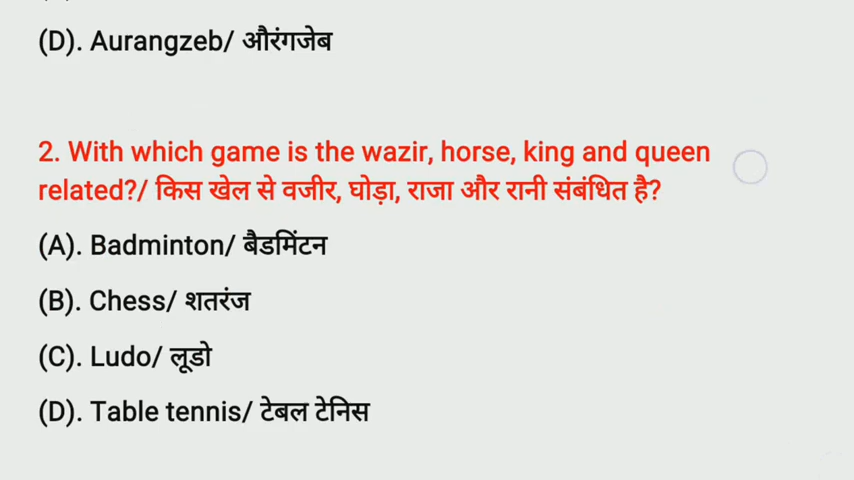 (D). Aurangzeb/ औरंगजेब
2. With which game is the wazir, horse, king and queen
related?/ किस खेल से वजीर, घोड़ा, राजा और रानी संबंधित है?
(A). Badminton/ बैडमिंटन
(B). Chess/ शतरंज
(C). Ludo/ लूडो
(D). Table tennis/ टेबल टेनिस